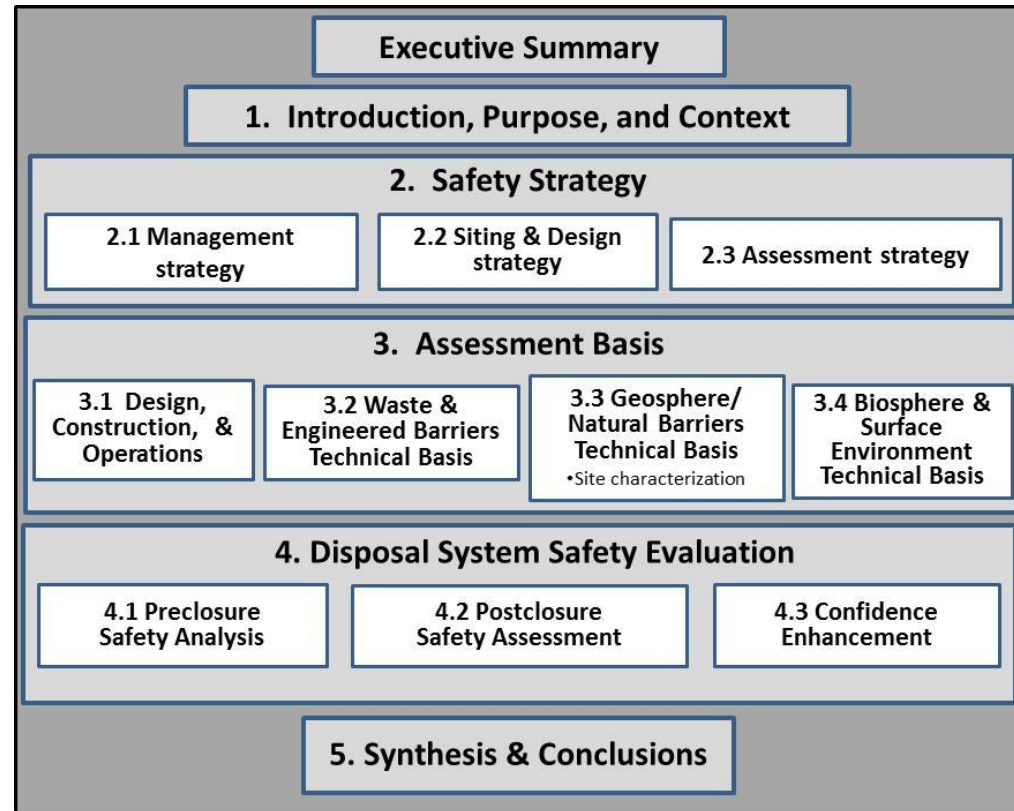 Executive Summary
1. Introduction, Purpose, and Context
2. Safety Strategy
2.1 Management
strategy
2.2 Siting & Design
strategy
2.3 Assessment strategy
3. Assessment Basis
3.1 Design,
Construction, &
Operations
3.2 Waste &
Engineered Barriers
Technical Basis
3.3 Geosphere/
Natural Barriers
Technical Basis
•Site characterization
3.4 Biosphere &
Surface
Environment
Technical Basis
4. Disposal System Safety Evaluation
4.1 Preclosure
Safety Analysis
4.2 Postclosure
Safety Assessment
4.3 Confidence
Enhancement
5. Synthesis & Conclusions